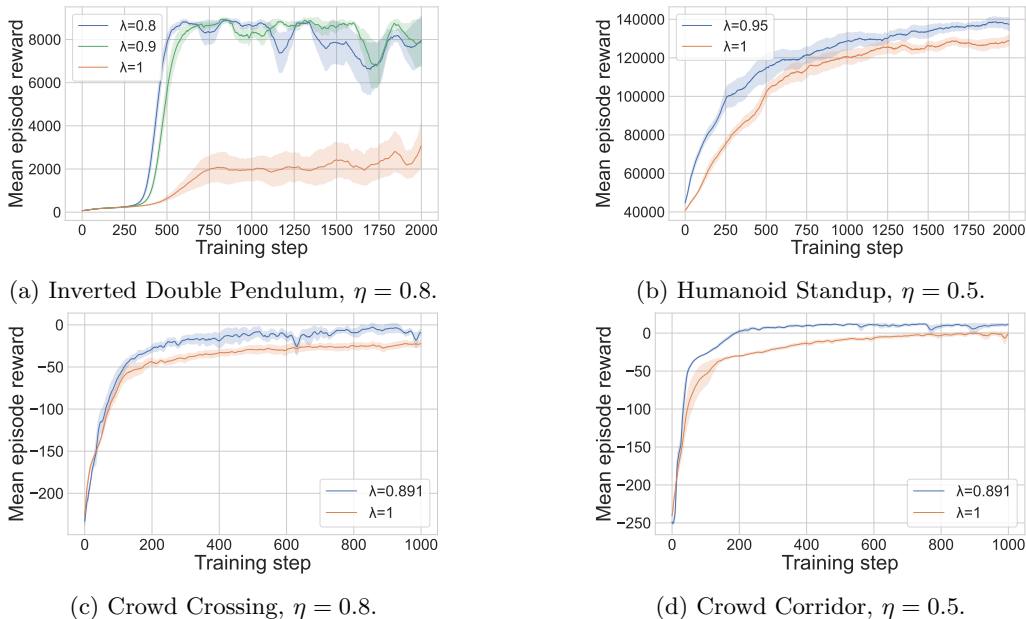 λ=0.8
λ=0.9
λ=1
Mean episode reward
8000
6000
4000
2000
0
0 250 500 750 1000 1250 1500 1750 2000
Training step
(a) Inverted Double Pendulum, η = 0.8.
λ=0.95
λ=1
Mean episode reward
140000
120000
100000
80000
60000
40000
0 250 500 750 1000 1250 1500 1750 2000
Training step
(b) Humanoid Standup, η = 0.5.
Mean episode reward
0
−50
−100
−150
−200
λ=0.891
λ=1
0 200 400 600 800 1000
Training step
(c) Crowd Crossing, η = 0.8.
Mean episode reward
0
−50
−100
−150
−200
−250
λ=0.891
λ=1
0 200 400 600 800 1000
Training step
(d) Crowd Corridor, η = 0.5.